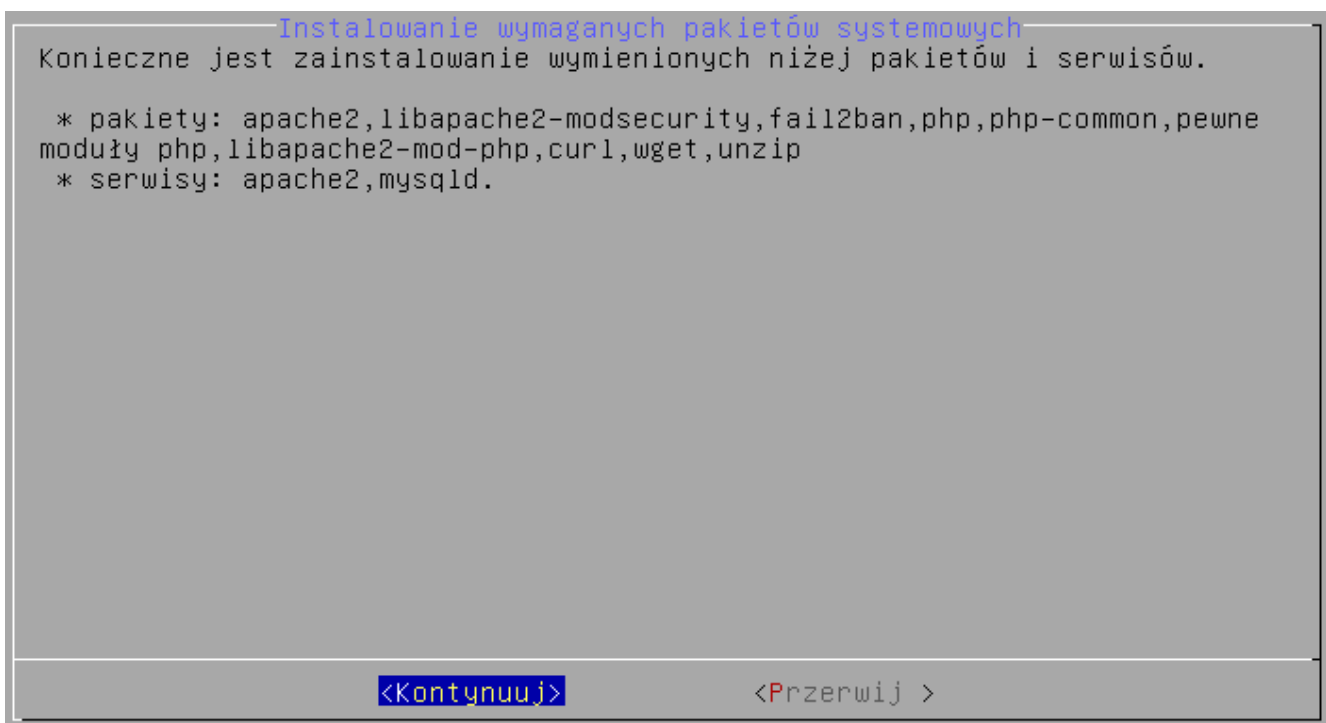 Instalowanie wymaganych pakietów systemowych
Konieczne jest zainstalowanie wymienionych niżej pakietów i serwisów.
* pakiety: apache2,libapache2-modsecurity,fail2ban,php,php-common,pewne
moduły php,libapache2-mod-php,curl,wget,unzip
* serwisy: apache2,mysqld.
<Kontynuuj> <Przerwij >